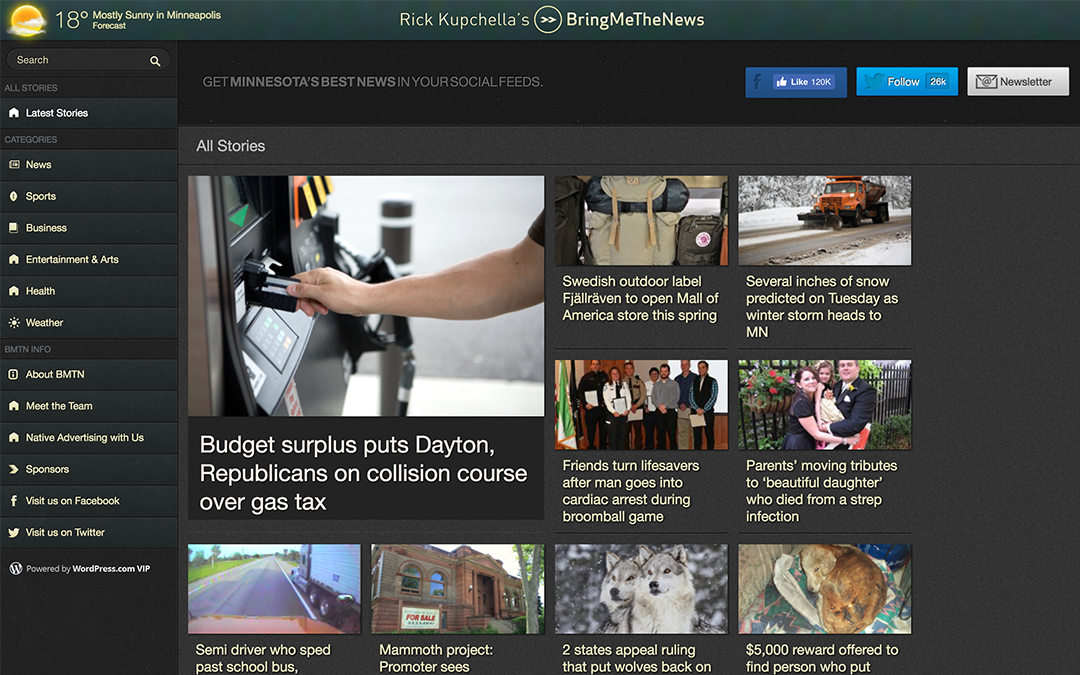 18° Mostly Sunny in Minneapolis
Forecast
Rick Kupchella's >> BringMeTheNews
Search
ALL STORIES
Latest Stories
CATEGORIES
News
Sports
Business
Entertainment & Arts
Health
Weather
BMTN INFO
About BMTN
Meet the Team
Native Advertising with Us
Sponsors
Visit us on Facebook
Visit us on Twitter
Powered by WordPress.com VIP
GET MINNESOTA'S BEST NEWS IN YOUR SOCIAL FEEDS.
Like 120K
Follow 26k
Newsletter
All Stories
Budget surplus puts Dayton,
Republicans on collision course
over gas tax
Swedish outdoor label
Fjällräven to open Mall of
America store this spring
Several inches of snow
predicted on Tuesday as
winter storm heads to
MN
Friends turn lifesavers
after man goes into
cardiac arrest during
broomball game
Parents’ moving tributes
to ‘beautiful daughter’
who died from a strep
infection
FOR SALE
Semi driver who sped
past school bus,
Mammoth project:
Promoter sees
2 states appeal ruling
that put wolves back on
$5,000 reward offered to
find person who put